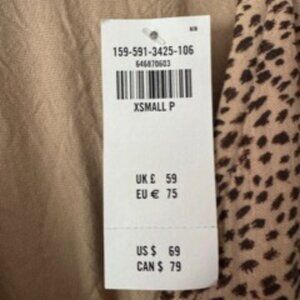 159-591-3425-106
646870603
XSMALL P
UK £ 59
EU € 75
US $ 69
CAN $ 79